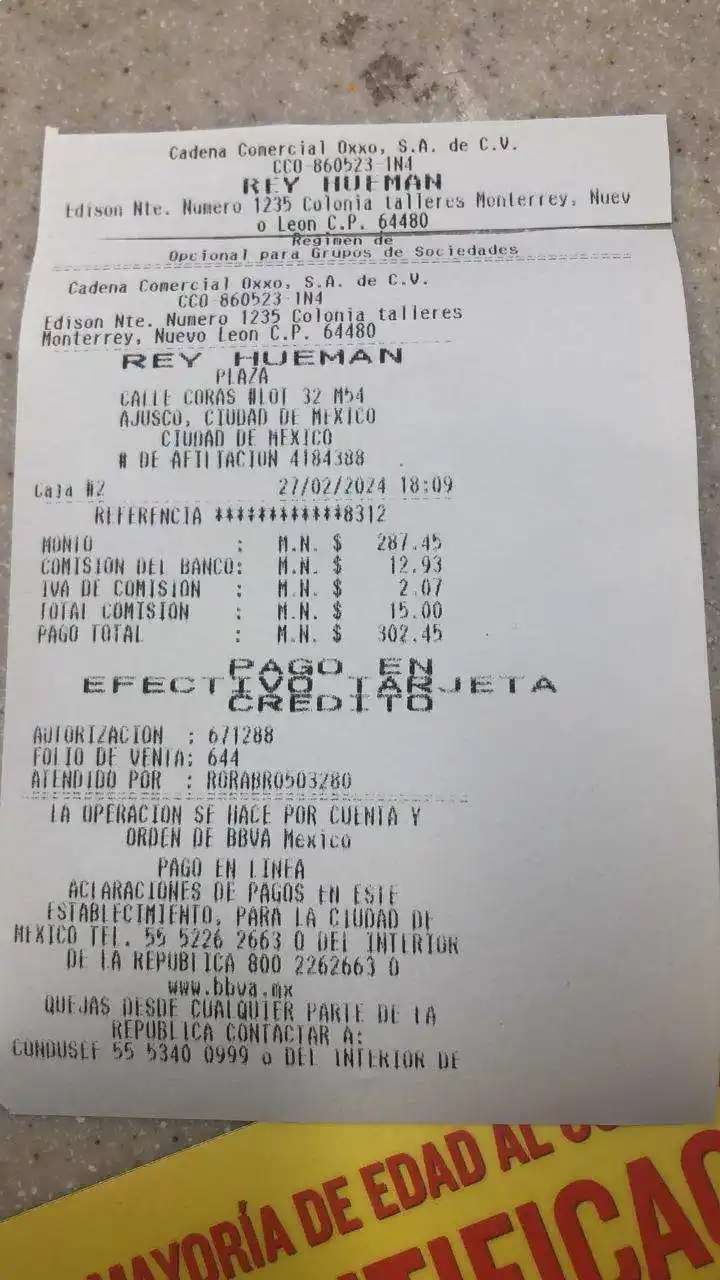 Cadena Comercial Oxxo, S.A. de C.V.
CCO-860523-1N4
REY HUEMAN
Edison Nte. Numero 1235 Colonia talleres Monterrey, Nuev
o Leon C.P. 64480
Regimen de
Opcional para Grupos de Sociedades
Cadena Comercial Oxxo, S.A. de C.V.
CCO-860523-1N4
Edison Nte. Numero 1235 Colonia talleres
Monterrey, Nuevo Leon C.P. 64480
REY HUEMAN
PLAZA
CALLE CORAS #LOT 32 M54
AJUSCO, CIUDAD DE MEXICO
CIUDAD DE MEXICO
# DE AFILIACION 4184388
Caja #2 27/02/2024 18:09
REFERENCIA ************8312
MONTO : M.N. $ 287.45
COMISION DEL BANCO: M.N. $ 12.93
IVA DE COMISION : M.N. $ 2.07
TOTAL COMISION : M.N. $ 15.00
PAGO TOTAL : M.N. $ 302.45
PAGO EN
EFECTIVO TARJETA
CREDITO
AUTORIZACION : 671288
FOLIO DE VENTA: 644
ATENDIDO POR : RORABRO503280
LA OPERACION SE HACE POR CUENTA Y
ORDEN DE BBVA Mexico
PAGO EN LINEA
ACLARACIONES DE PAGOS EN ESTE
ESTABLECIMIENTO, PARA LA CIUDAD DE
MEXICO TEL. 55 5226 2663 O DEL INTERIOR
DE LA REPUBLICA 800 2262663 O
www.bbva.mx
QUEJAS DESDE CUALQUIER PARTE DE LA
REPUBLICA CONTACTAR A:
CONDUSEF 55 5340 0999 o DEL INTERIOR DE
MAYORÍA DE EDAD AL